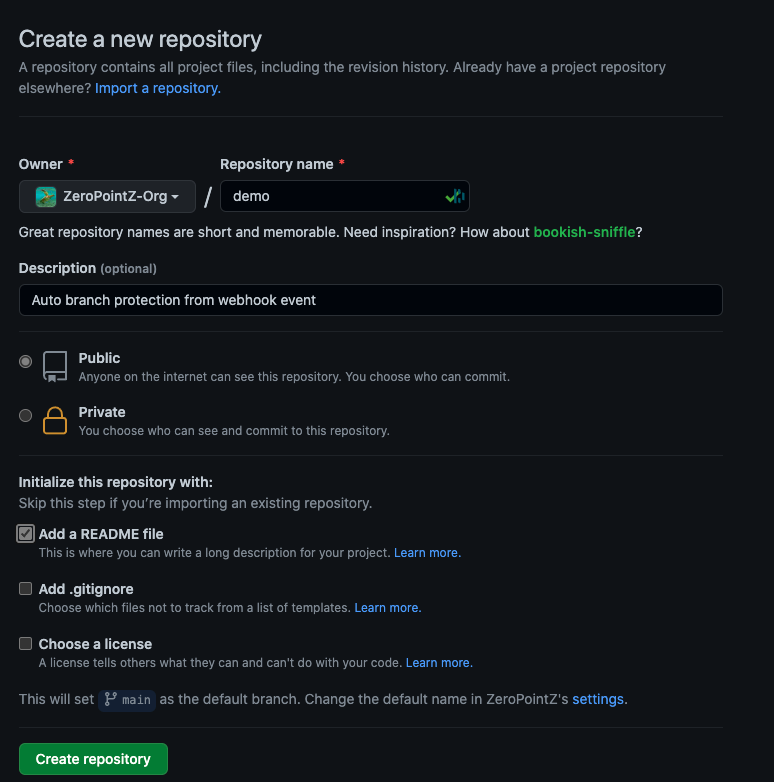 Create a new repository
A repository contains all project files, including the revision history. Already have a project repository
elsewhere? Import a repository.
Owner * Repository name *
ZeroPointZ-Org / demo
Great repository names are short and memorable. Need inspiration? How about bookish-sniffle?
Description (optional)
Auto branch protection from webhook event
Public
Anyone on the internet can see this repository. You choose who can commit.
Private
You choose who can see and commit to this repository.
Initialize this repository with:
Skip this step if you're importing an existing repository.
Add a README file
This is where you can write a long description for your project. Learn more.
Add .gitignore
Choose which files not to track from a list of templates. Learn more.
Choose a license
A license tells others what they can and can't do with your code. Learn more.
This will set main as the default branch. Change the default name in ZeroPointZ's settings.
Create repository